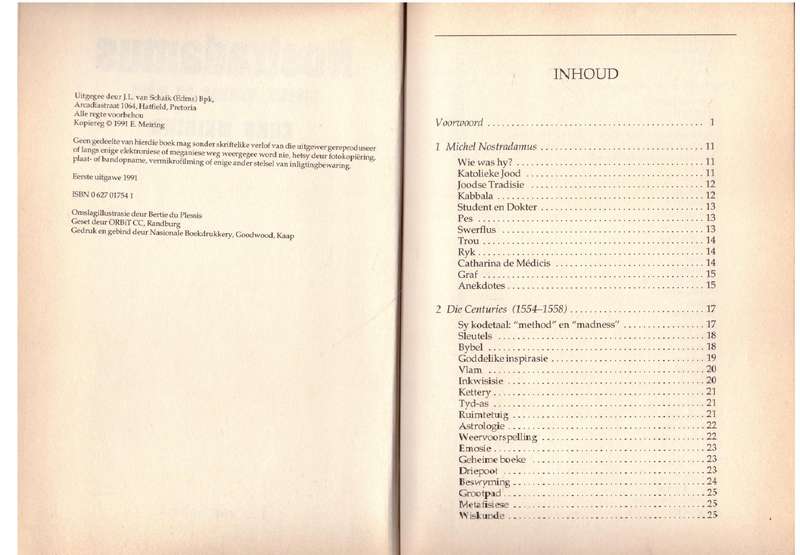 Uitgegee deur J.L. van Schaik (Edms) Bpk,
Arcadiastraat 1064, Hatfield, Pretoria
Alle regte voorbehou
Kopiereg © 1991 E. Meiring
Geen gedeelte van hierdie boek mag sonder skriftelike verlof van die uitgewer gereproduseer
of langs enige elektroniese of meganiese weg weergegee word nie, hetsy deur fotokopiëring,
plaat- of bandopname, vermikrofilming of enige ander stelsel van inligtingbewaring.
Eerste uitgawe 1991
ISBN 0 627 01754 1
Omslagillustrasie deur Bertie du Plessis
Geset deur ORBiT CC, Randburg
Gedruk en gebind deur Nasionale Boekdrukkery, Goodwood, Kaap
INHOUD
Voorwoord 1
1 Michel Nostradamus 11
Wie was hy? 11
Katolieke Jood 11
Joodse Tradisie 12
Kabbala 12
Student en Dokter 13
Pes 13
Swerflus 13
Trou 14
Ryk 14
Catharina de Médicis 14
Graf 15
Anekdotes 15
2 Die Centuries (1554–1558) 17
Sy kodetaal: "method" en "madness" 17
Sleutels 18
Bybel 18
Goddelike inspirasie 19
Vlam 20
Inkwisisie 20
Kettery 21
Tyd-as 21
Ruimtetuig 21
Astrologie 22
Weervoorspelling 22
Emosie 23
Geheime boeke 23
Driepoot 23
Beswyming 24
Grootpad 25
Metafisiese 25
Wiskunde 25